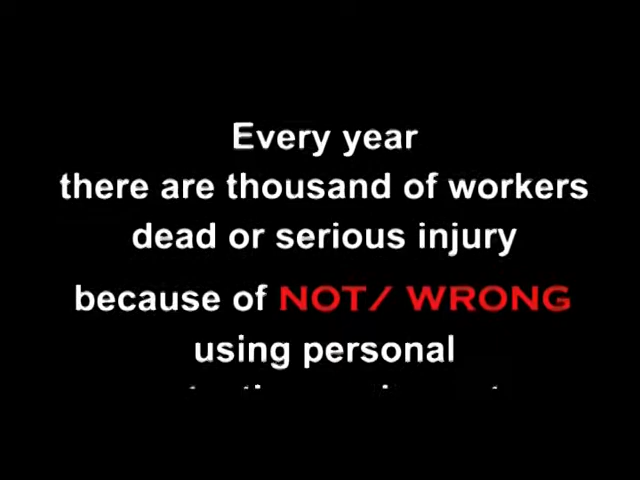 Every year
there are thousand of workers
dead or serious injury
because of NOT/ WRONG
using personal